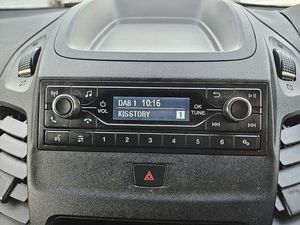 DAB 1 10:16
KISSTORY 1
VOL
OK
TUNE
1 2 3 4 5 6